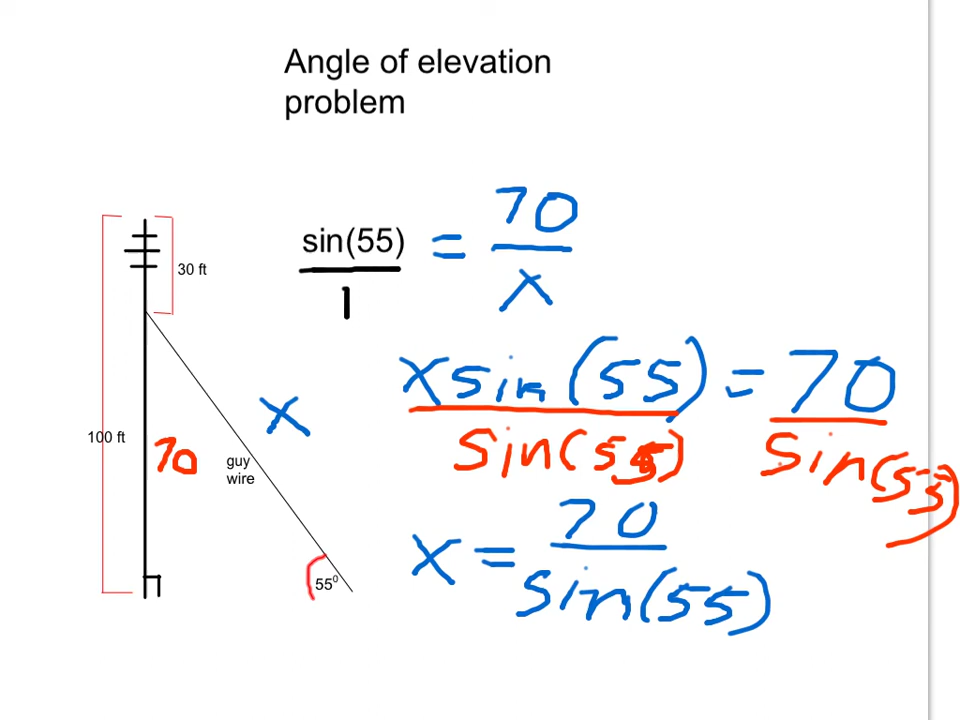 Angle of elevation
problem
sin(55) = 70
1 x
30 ft
x sin(55) = 70
sin(55) sin(55)
x
100 ft
70
guy
wire
x = 70
sin(55)
55⁰